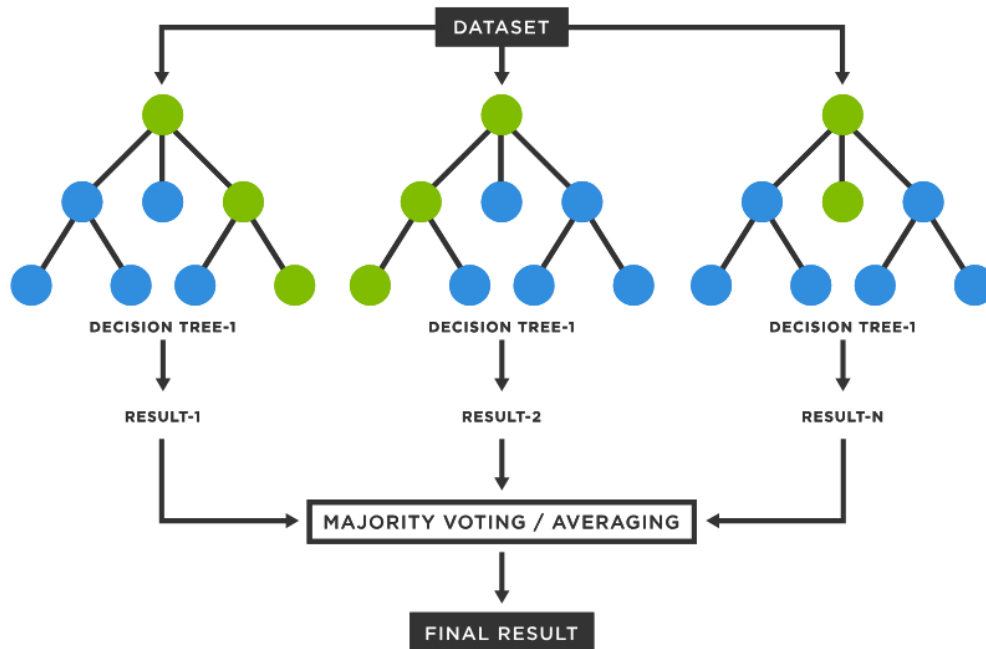 DATASET
DECISION TREE-1
DECISION TREE-1
DECISION TREE-1
RESULT-1
RESULT-2
RESULT-N
MAJORITY VOTING / AVERAGING
FINAL RESULT